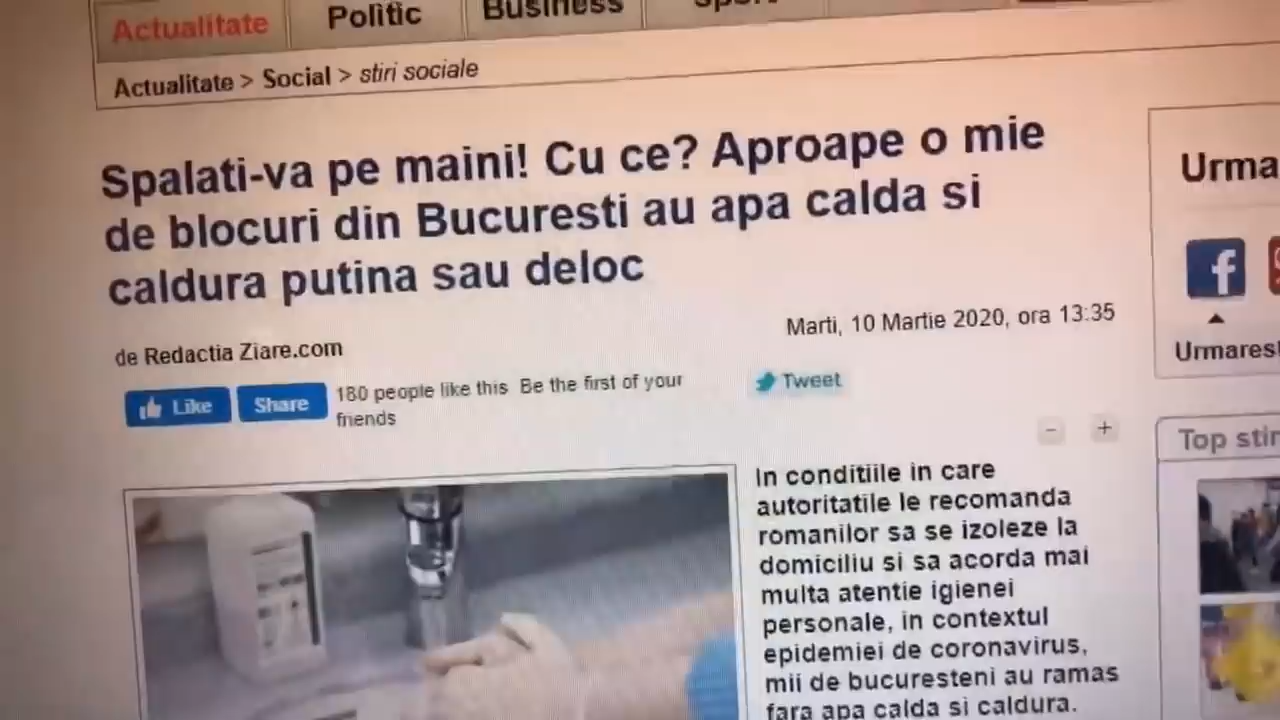 Actualitate
Politic
Business
Sport
Actualitate > Social > stiri sociale
Spalati-va pe maini! Cu ce? Aproape o mie
de blocuri din Bucuresti au apa calda si
caldura putina sau deloc
Marti, 10 Martie 2020, ora 13:35
de Redactia Ziare.com
Like
Share
180 people like this Be the first of your
friends
Tweet
- +
In conditiile in care
autoritatile le recomanda
romanilor sa se izoleze la
domiciliu si sa acorda mai
multa atentie igienei
personale, in contextul
epidemiei de coronavirus,
mii de bucuresteni au ramas
fara apa calda si caldura.
Urma
f
Urmares
Top stir